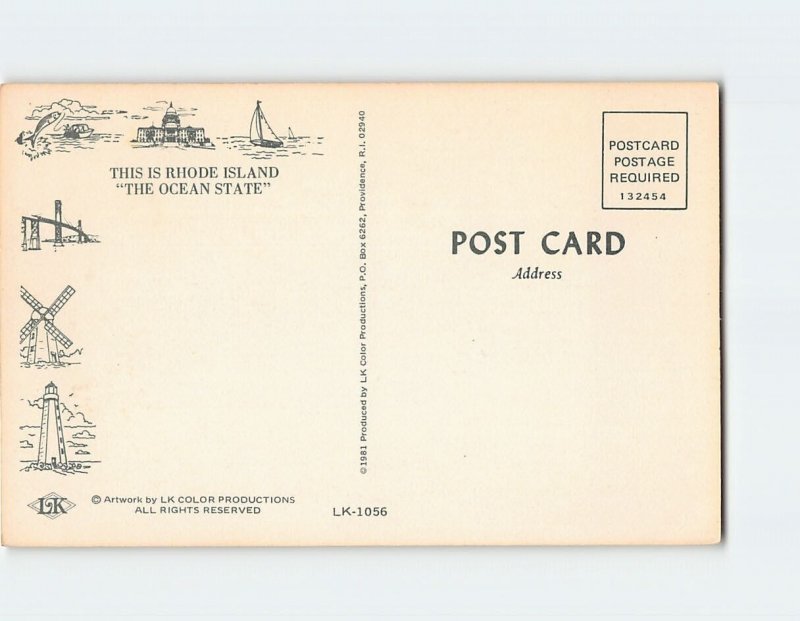 THIS IS RHODE ISLAND
"THE OCEAN STATE"
LK
© Artwork by LK COLOR PRODUCTIONS
ALL RIGHTS RESERVED
LK-1056
©1981 Produced by LK Color Productions, P.O. Box 6262, Providence, R.I. 02940
POSTCARD
POSTAGE
REQUIRED
132454
POST CARD
Address